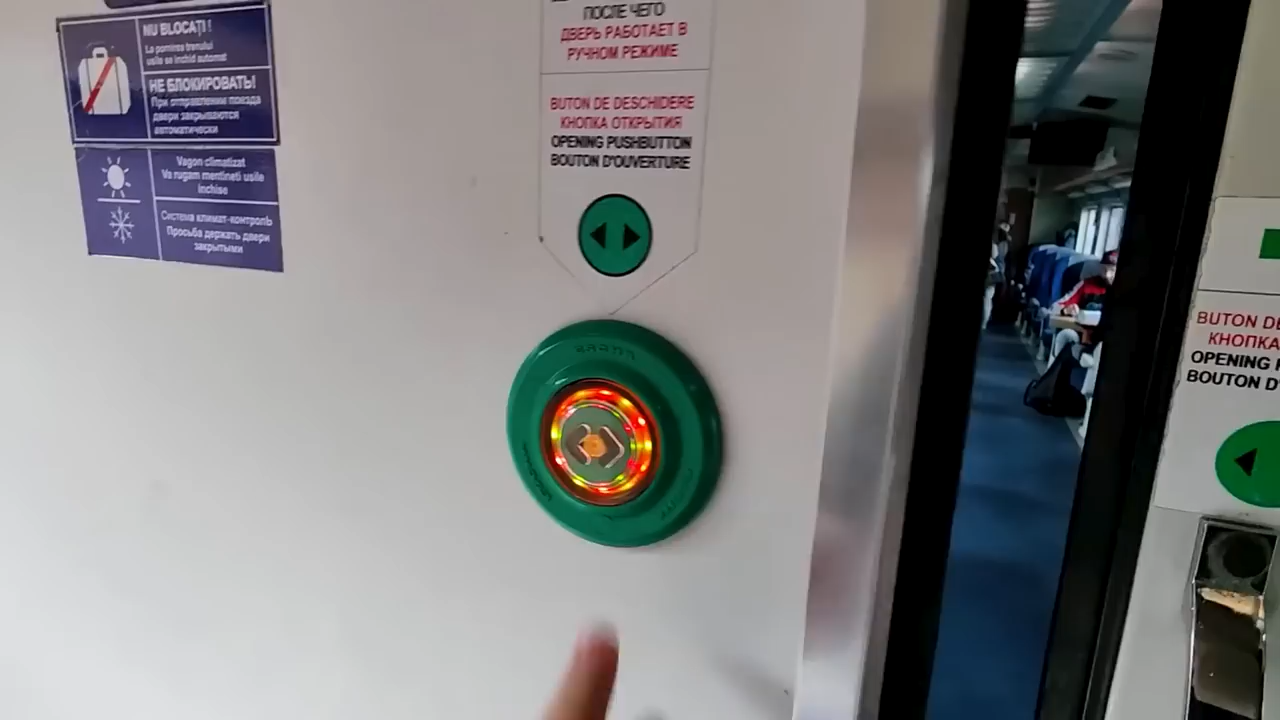 NU BLOCAȚI !
La pornirea trenului
usile se inchid automat
НЕ БЛОКИРОВАТЬ!
При отправлении поезда
двери закрываются
автоматически
Vagon climatizat
Va rugam mentineti usile
inchise
Система климат-контроль
Просьба держать двери
закрытыми
ПОСЛЕ ЧЕГО
ДВЕРЬ РАБОТАЕТ В
РУЧНОМ РЕЖИМЕ
BUTON DE DESCHIDERE
КНОПКА ОТКРЫТИЯ
OPENING PUSHBUTTON
BOUTON D'OUVERTURE
BUTON DE
КНОПКА
OPENING P
BOUTON D'